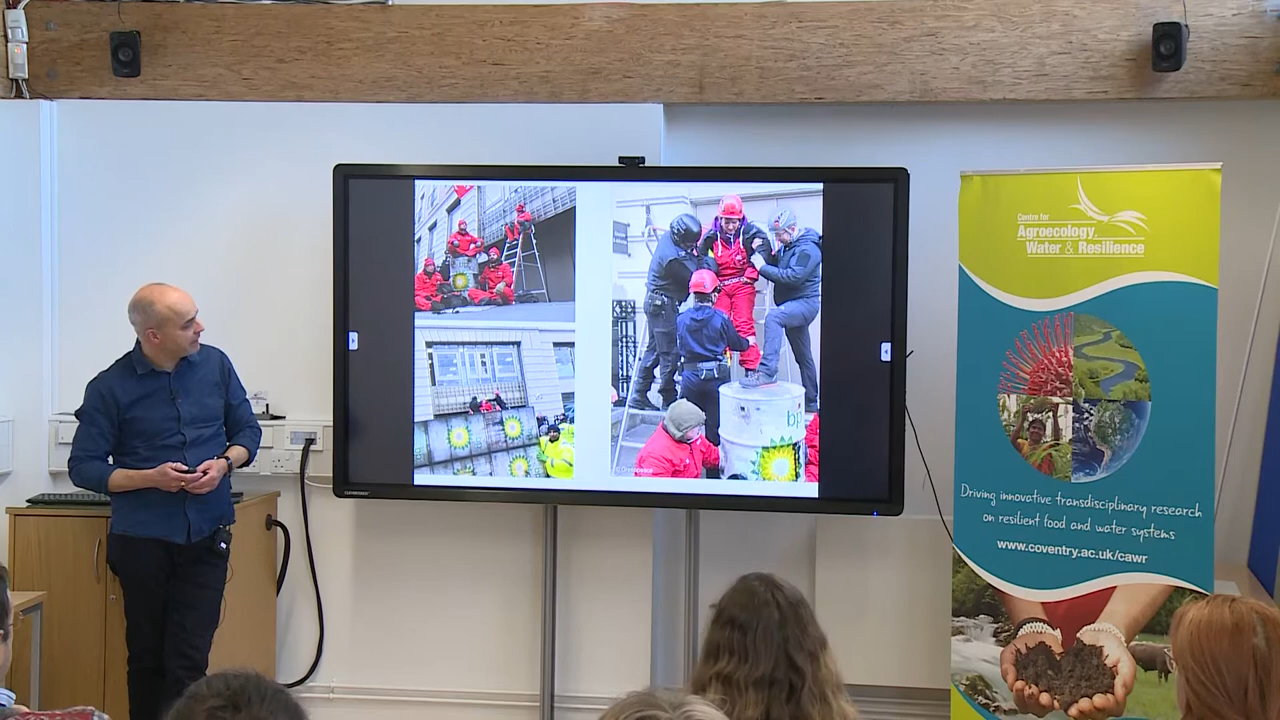 bp
©Greenpeace
Centre for
Agroecology,
Water & Resilience
Driving innovative transdisciplinary research
on resilient food and water systems
www.coventry.ac.uk/cawr